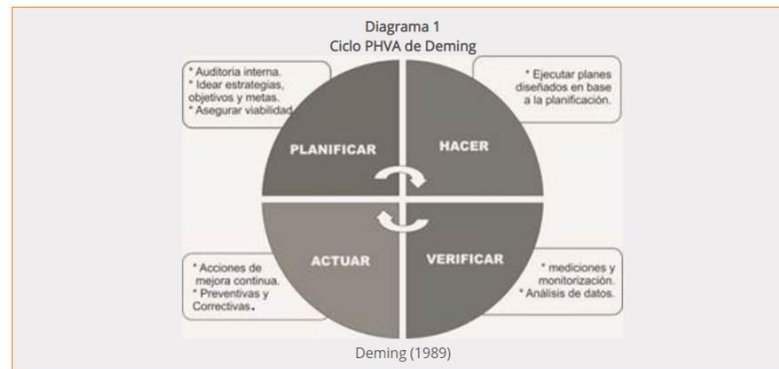 Diagrama 1
Ciclo PHVA de Deming
* Auditoria interna.
* Idear estrategias,
objetivos y metas.
* Asegurar viabilidad
* Ejecutar planes
diseñados en base
a la planificación.
PLANIFICAR
HACER
ACTUAR
VERIFICAR
* Acciones de
mejora continua.
* Preventivas y
Correctivas.
* mediciones y
monitorización.
* Análisis de datos.
Deming (1989)